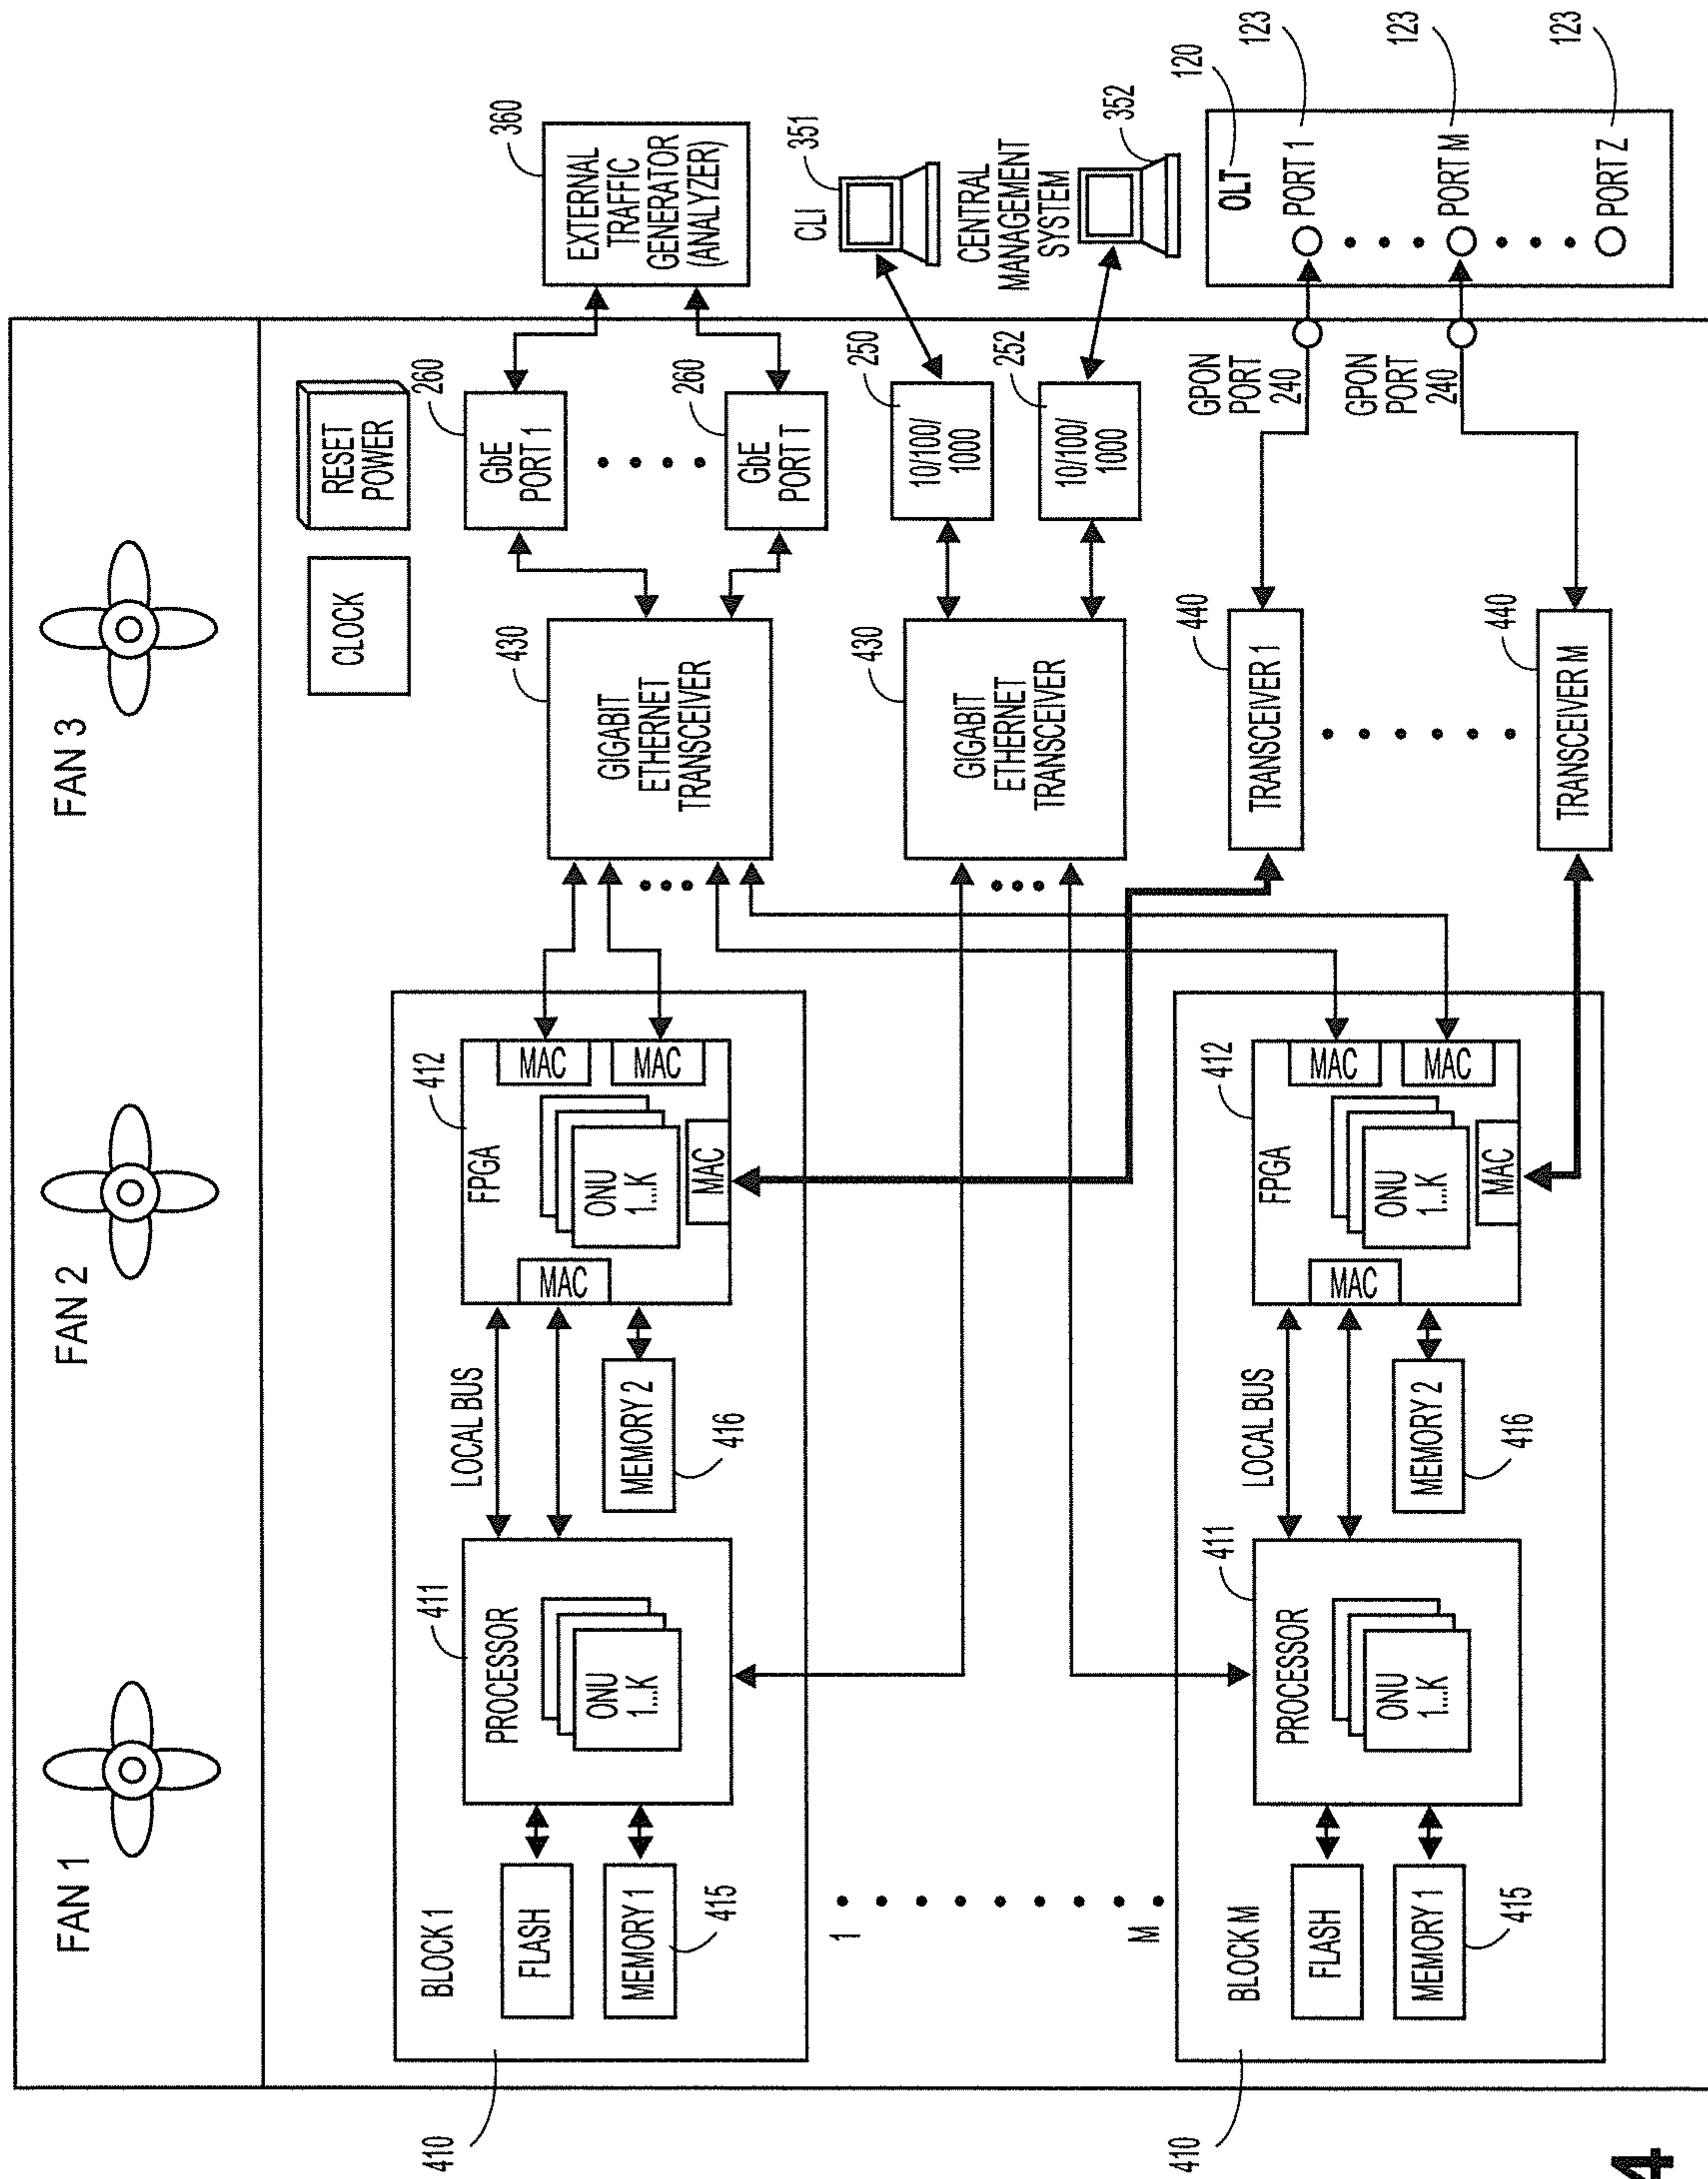 FAN 1
FAN 2
FAN 3
CLOCK
RESET
POWER
410
BLOCK 1
FLASH
MEMORY 1
415
411
PROCESSOR
ONU
1...K
LOCAL BUS
MEMORY 2
416
412
FPGA
MAC
MAC
MAC
MAC
ONU
1...K
430
GIGABIT
ETHERNET
TRANSCEIVER
260
GbE
PORT 1
260
GbE
PORT T
360
EXTERNAL
TRAFFIC
GENERATOR
(ANALYZER)
430
GIGABIT
ETHERNET
TRANSCEIVER
250
10/100/
1000
252
10/100/
1000
CLI
351
CENTRAL
MANAGEMENT
SYSTEM
352
1
M
410
BLOCK M
FLASH
MEMORY 1
415
411
PROCESSOR
ONU
1...K
LOCAL BUS
MEMORY 2
416
412
FPGA
MAC
MAC
MAC
MAC
ONU
1...K
440
TRANSCEIVER 1
440
TRANSCEIVER M
GPON
PORT
240
GPON
PORT
240
OLT
120
PORT 1
123
PORT M
123
PORT Z
123